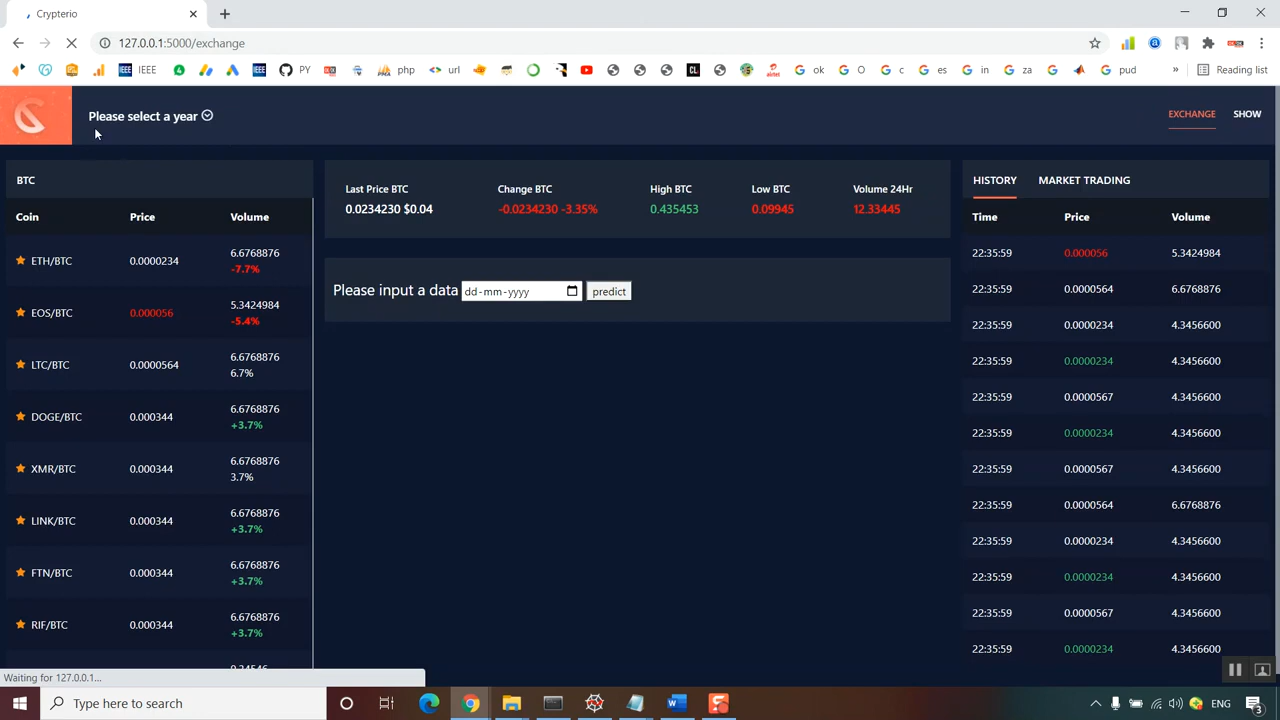 Crypterio
127.0.0.1:5000/exchange
IEEE IEEE PY php url CL ok O c es in za pud » Reading list
Please select a year
EXCHANGE SHOW
BTC
Coin Price Volume
ETH/BTC 0.0000234 6.6768876
-7.7%
EOS/BTC 0.000056 5.3424984
-5.4%
LTC/BTC 0.0000564 6.6768876
6.7%
DOGE/BTC 0.000344 6.6768876
+3.7%
XMR/BTC 0.000344 6.6768876
3.7%
LINK/BTC 0.000344 6.6768876
+3.7%
FTN/BTC 0.000344 6.6768876
+3.7%
RIF/BTC 0.000344 6.6768876
+3.7%
Last Price BTC Change BTC High BTC Low BTC Volume 24Hr
0.0234230 $0.04 -0.0234230 -3.35% 0.435453 0.09945 12.33445
Please input a data dd-mm-yyyy predict
HISTORY MARKET TRADING
Time Price Volume
22:35:59 0.000056 5.3424984
22:35:59 0.0000564 6.6768876
22:35:59 0.0000234 4.3456600
22:35:59 0.0000234 4.3456600
22:35:59 0.0000567 4.3456600
22:35:59 0.0000234 4.3456600
22:35:59 0.0000567 4.3456600
22:35:59 0.0000564 6.6768876
22:35:59 0.0000234 4.3456600
22:35:59 0.0000234 4.3456600
22:35:59 0.0000567 4.3456600
22:35:59 0.0000234 4.3456600
Waiting for 127.0.0.1...
Type here to search
ENG 3